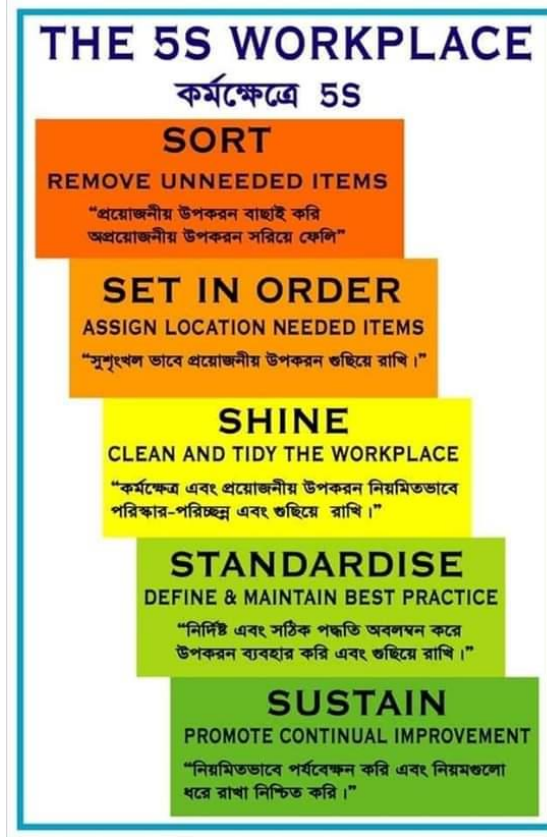 THE 5S WORKPLACE
কর্মক্ষেত্রে 5S
SORT
REMOVE UNNEEDED ITEMS
“প্রয়োজনীয় উপকরন বাছাই করি
অপ্রয়োজনীয় উপকরন সরিয়ে ফেলি”
SET IN ORDER
ASSIGN LOCATION NEEDED ITEMS
“সুশৃংখল ভাবে প্রয়োজনীয় উপকরন গুছিয়ে রাখি।”
SHINE
CLEAN AND TIDY THE WORKPLACE
“কর্মক্ষেত্র এবং প্রয়োজনীয় উপকরন নিয়মিতভাবে
পরিস্কার-পরিচ্ছন্ন এবং গুছিয়ে রাখি।”
STANDARDISE
DEFINE & MAINTAIN BEST PRACTICE
“নির্দিষ্ট এবং সঠিক পদ্ধতি অবলম্বন করে
উপকরন ব্যবহার করি এবং গুছিয়ে রাখি।”
SUSTAIN
PROMOTE CONTINUAL IMPROVEMENT
“নিয়মিতভাবে পর্যবেক্ষন করি এবং নিয়মগুলো
ধরে রাখা নিশ্চিত করি।”